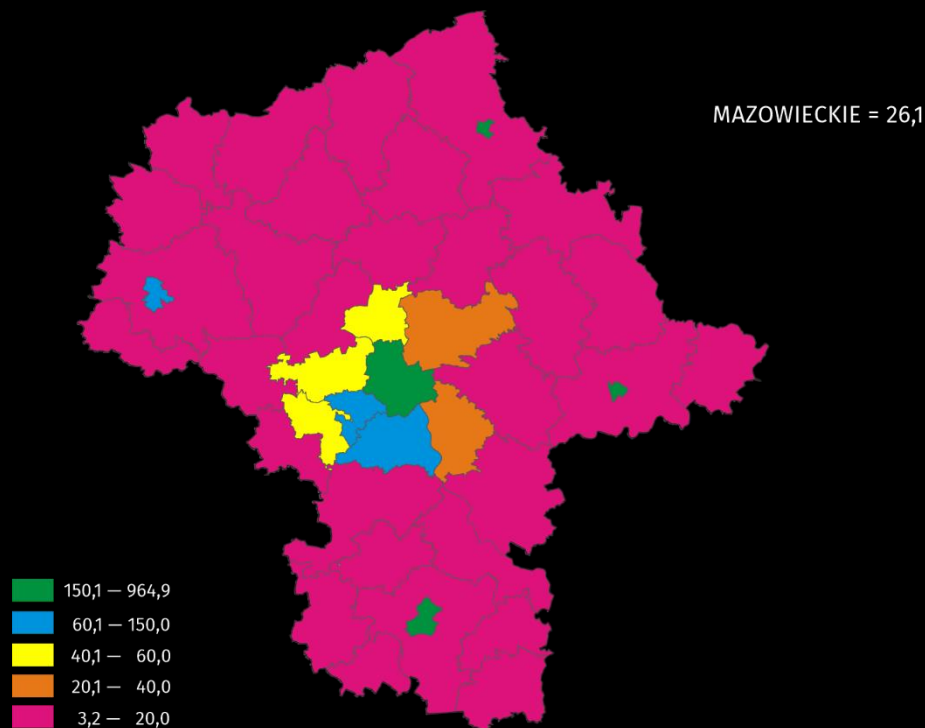 MAZOWIECKIE = 26,1
150,1 — 964,9
60,1 — 150,0
40,1 — 60,0
20,1 — 40,0
3,2 — 20,0